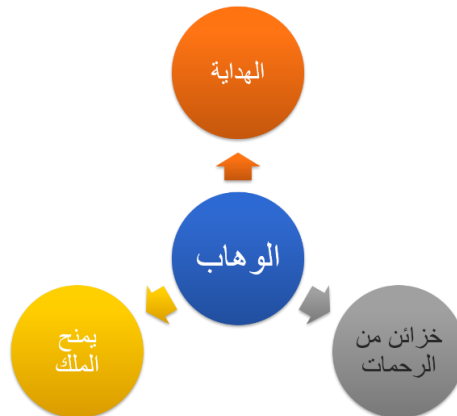 الهداية
الوهاب
خزائن من
الرحمات
يمنح
الملك